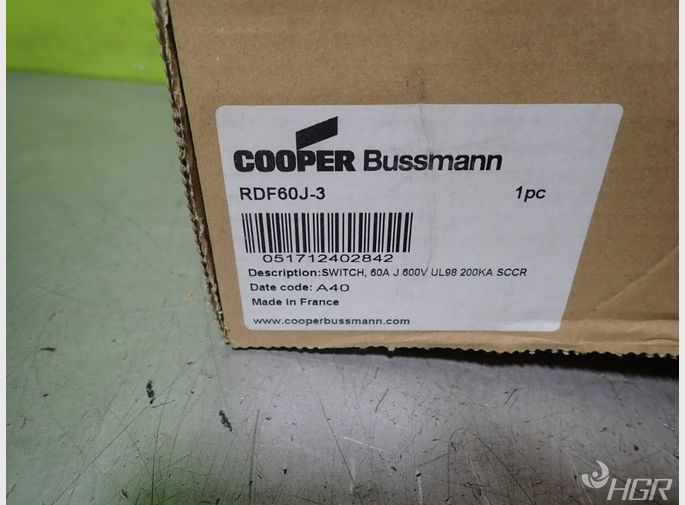 COOPER Bussmann
RDF60J-3 1pc
051712402842
Description:SWITCH, 60A J 600V UL98 200KA SCCR
Date code: A40
Made in France
www.cooperbussmann.com
HGR